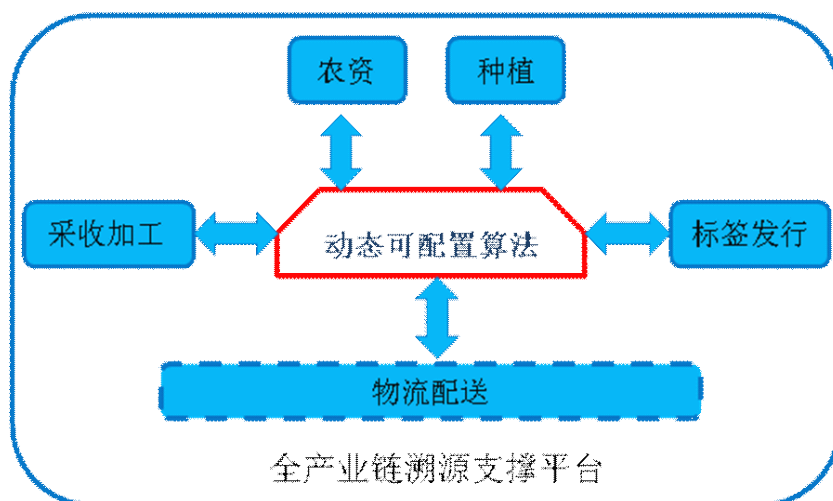 农资
种植
采收加工
动态可配置算法
标签发行
物流配送
全产业链溯源支撑平台